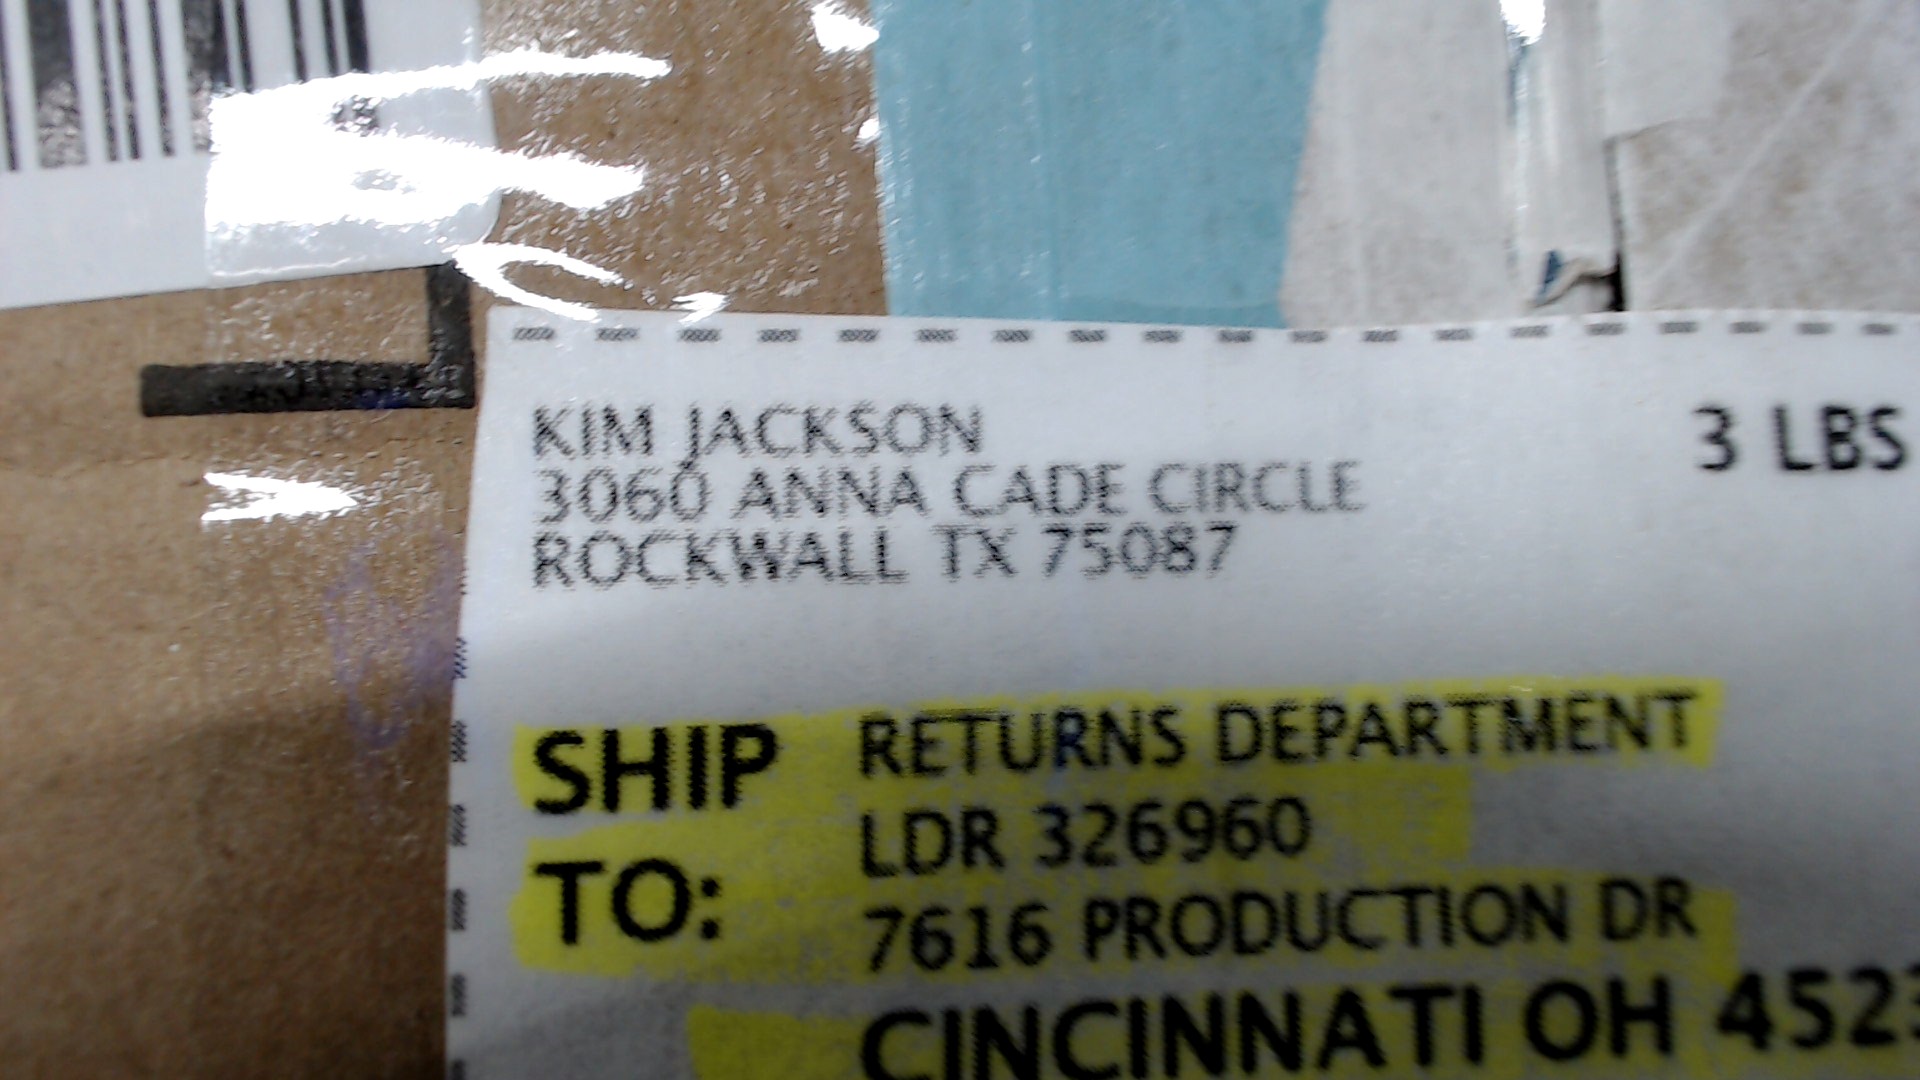 KIM JACKSON
3060 ANNA CADE CIRCLE
ROCKWALL TX 75087
3 LBS
SHIP TO:
RETURNS DEPARTMENT
LDR 326960
7616 PRODUCTION DR
CINCINNATI OH